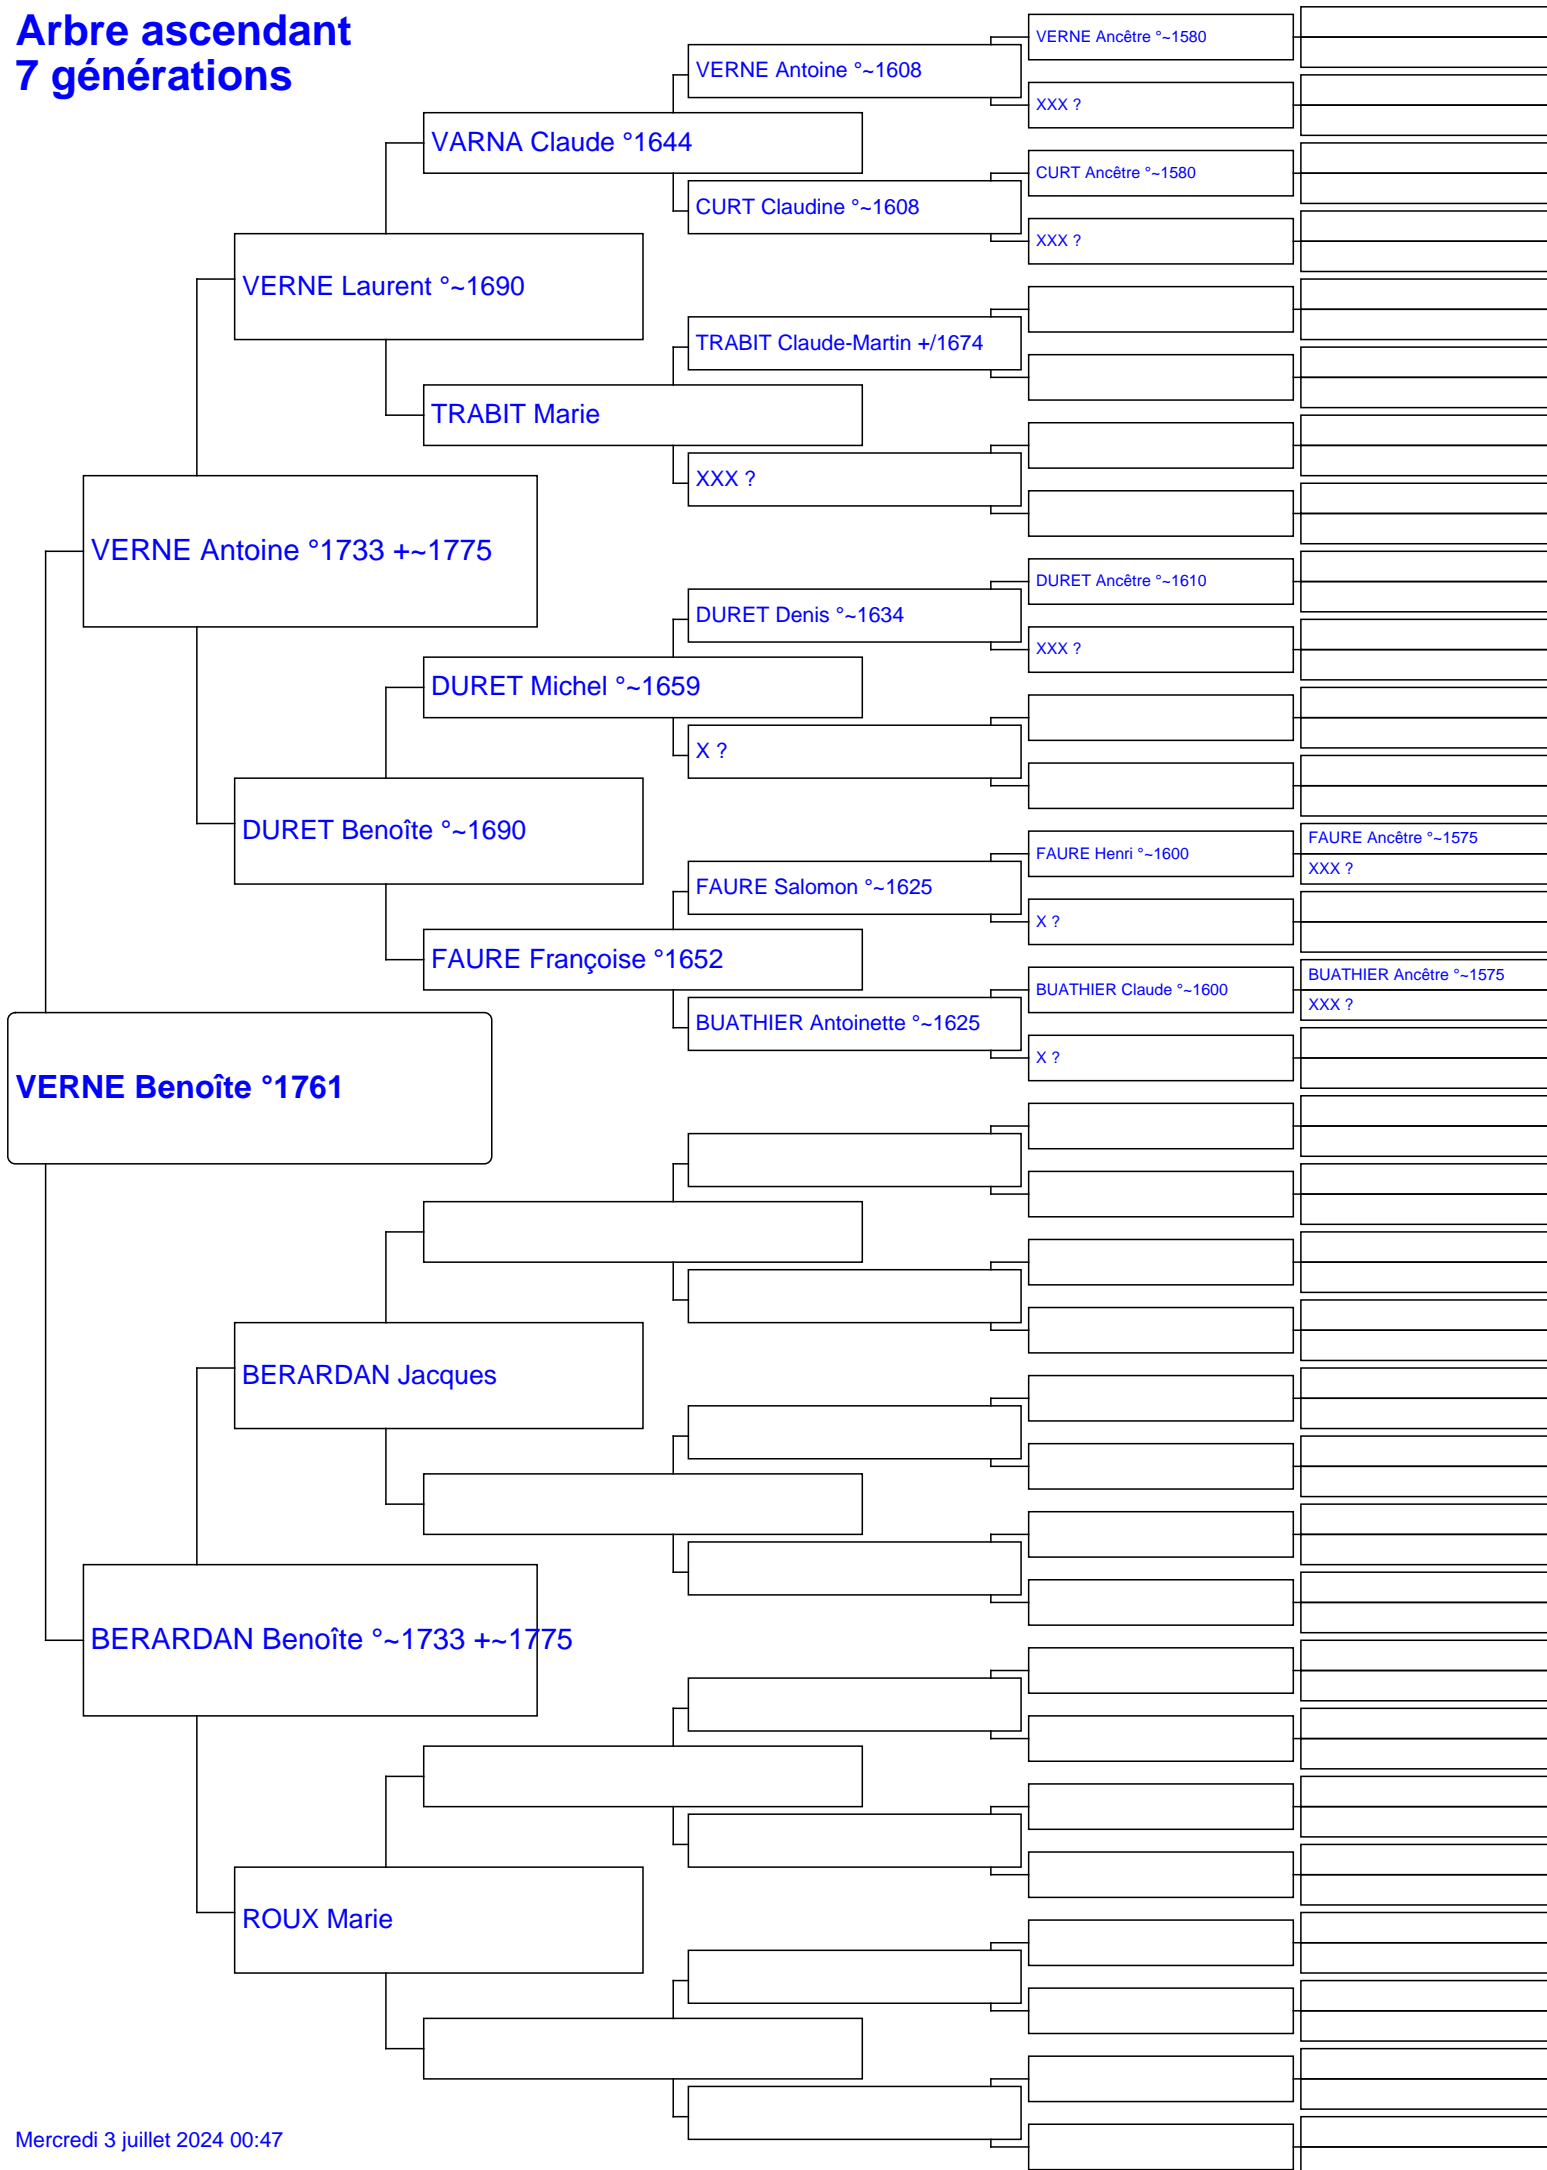 Arbre ascendant
7 générations
VERNE Ancêtre °~1580
VERNE Antoine °~1608
XXX ?
VARNA Claude °1644
CURT Ancêtre °~1580
CURT Claudine °~1608
XXX ?
VERNE Laurent °~1690
TRABIT Claude-Martin +/1674
TRABIT Marie
XXX ?
VERNE Antoine °1733 +~1775
DURET Ancêtre °~1610
DURET Denis °~1634
XXX ?
DURET Michel °~1659
X ?
DURET Benoîte °~1690
FAURE Ancêtre °~1575
FAURE Henri °~1600
XXX ?
FAURE Salomon °~1625
X ?
FAURE Françoise °1652
BUATHIER Ancêtre °~1575
BUATHIER Claude °~1600
XXX ?
BUATHIER Antoinette °~1625
X ?
VERNE Benoîte °1761
BERARDAN Jacques
BERARDAN Benoîte °~1733 +~1775
ROUX Marie
Mercredi 3 juillet 2024 00:47